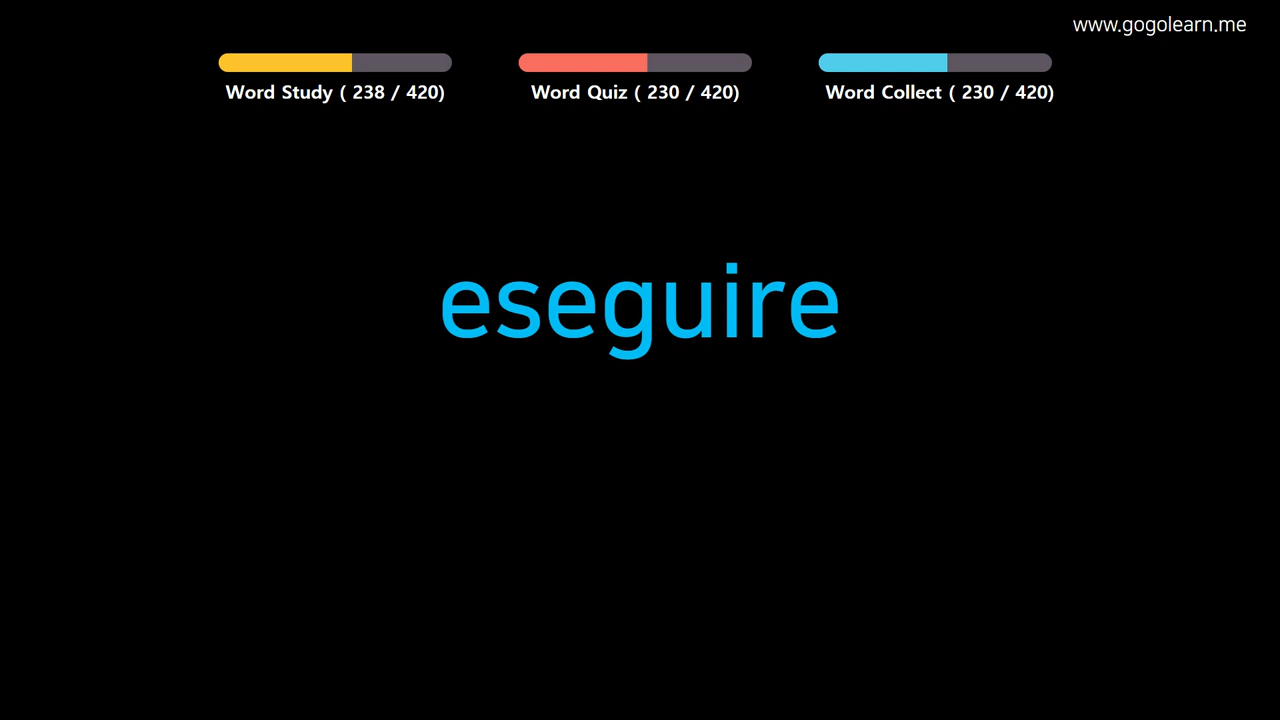 www.gogolearn.me
Word Study ( 238 / 420)
Word Quiz ( 230 / 420)
Word Collect ( 230 / 420)
eseguire